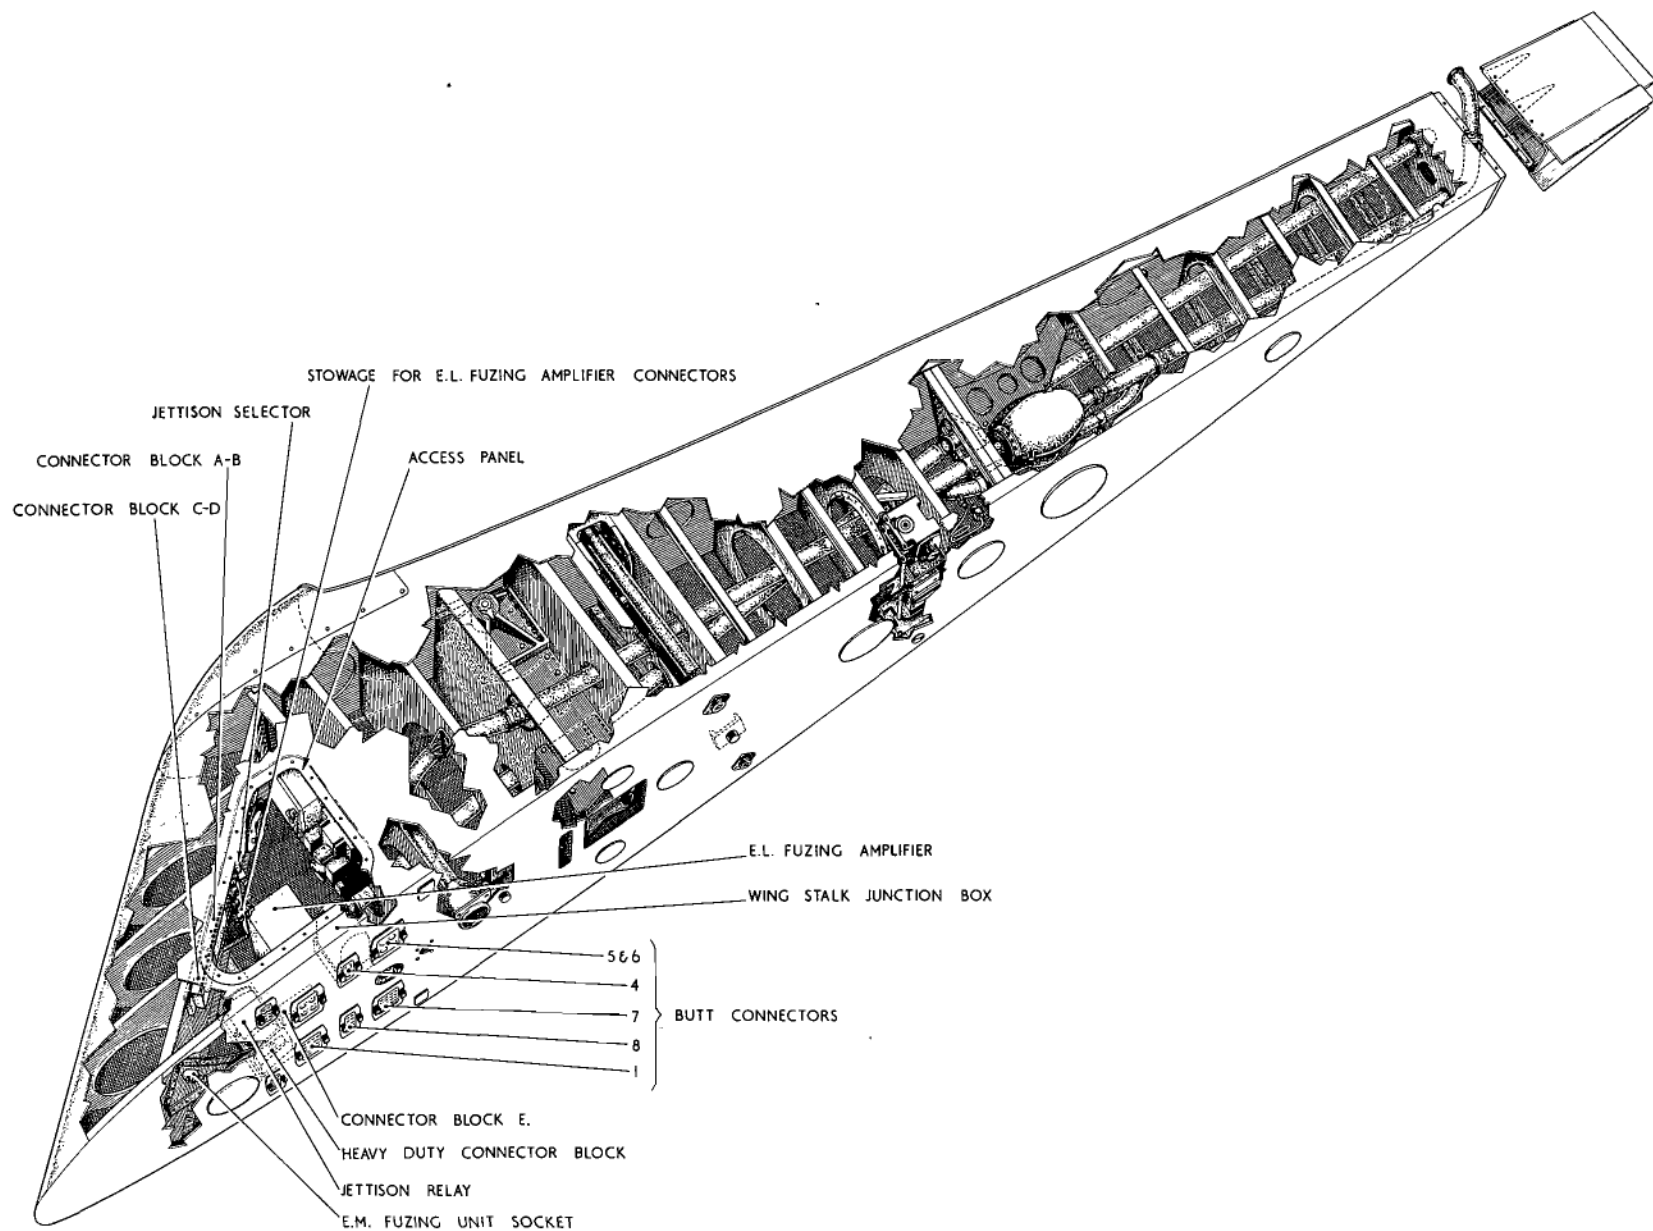 STOWAGE FOR E.L. FUZING AMPLIFIER CONNECTORS
JETTISON SELECTOR
CONNECTOR BLOCK A-B
ACCESS PANEL
CONNECTOR BLOCK C-D
E.L. FUZING AMPLIFIER
WING STALK JUNCTION BOX
5&6
4
7
BUTT CONNECTORS
8
1
CONNECTOR BLOCK E.
HEAVY DUTY CONNECTOR BLOCK
JETTISON RELAY
E.M. FUZING UNIT SOCKET